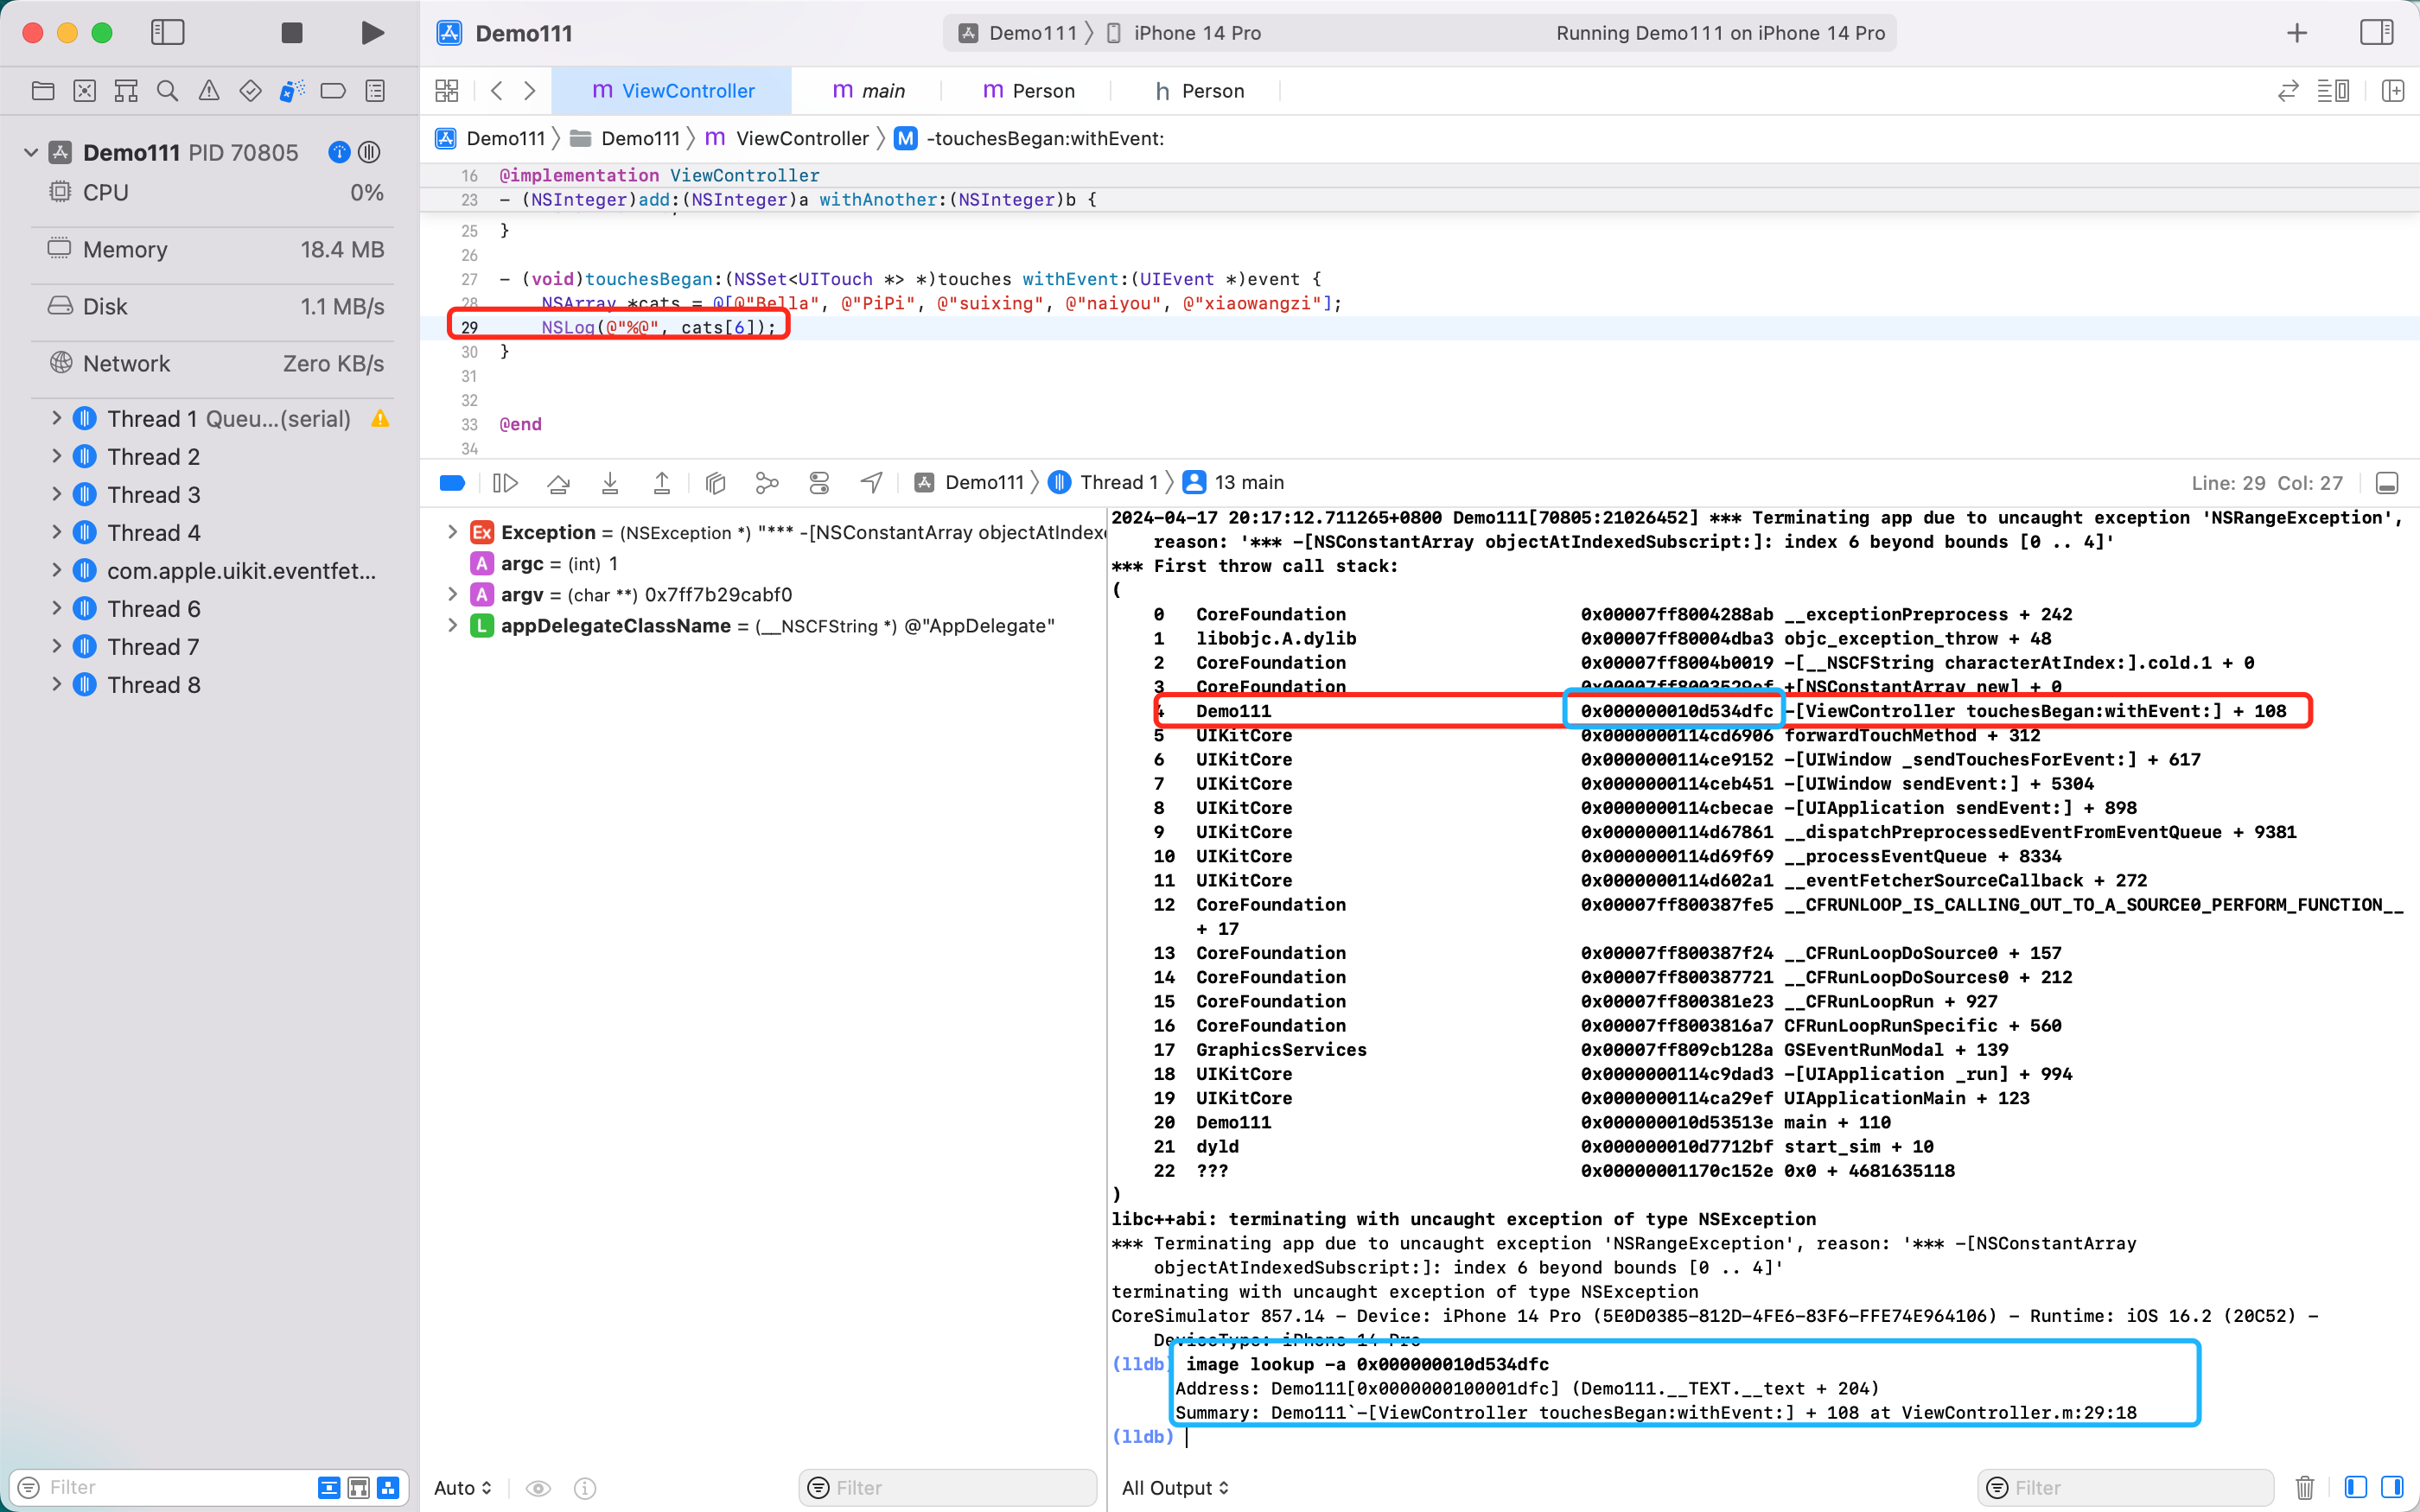 Demo111
Demo111 iPhone 14 Pro Running Demo111 on iPhone 14 Pro
m ViewController m main m Person h Person
Demo111 Demo111 m ViewController M -touchesBegan:withEvent:
Demo111 PID 70805
CPU 0%
Memory 18.4 MB
Disk 1.1 MB/s
Network Zero KB/s
Thread 1 Queu...(serial)
Thread 2
Thread 3
Thread 4
com.apple.uikit.eventfet...
Thread 6
Thread 7
Thread 8
Filter
16 @implementation ViewController
23 - (NSInteger)add:(NSInteger)a withAnother:(NSInteger)b {
25 }
26
27 - (void)touchesBegan:(NSSet<UITouch *> *)touches withEvent:(UIEvent *)event {
28 NSArray *cats = @[@"Bella", @"PiPi", @"suixing", @"naiyou", @"xiaowangzi"];
29 NSLog(@"%@", cats[6]);
30 }
31
32
33 @end
34
Demo111 Thread 1 13 main Line: 29 Col: 27
Ex Exception = (NSException *) "*** -[NSConstantArray objectAtIndexe
A argc = (int) 1
A argv = (char **) 0x7ff7b29cabf0
L appDelegateClassName = (__NSCFString *) @"AppDelegate"
Auto Filter
2024-04-17 20:17:12.711265+0800 Demo111[70805:21026452] *** Terminating app due to uncaught exception 'NSRangeException',
reason: '*** -[NSConstantArray objectAtIndexedSubscript:]: index 6 beyond bounds [0 .. 4]'
*** First throw call stack:
(
0 CoreFoundation 0x00007ff8004288ab __exceptionPreprocess + 242
1 libobjc.A.dylib 0x00007ff80004dba3 objc_exception_throw + 48
2 CoreFoundation 0x00007ff8004b0019 -[__NSCFString characterAtIndex:].cold.1 + 0
3 CoreFoundation 0x00007ff8003529ef +[NSConstantArray new] + 0
4 Demo111 0x000000010d534dfc -[ViewController touchesBegan:withEvent:] + 108
5 UIKitCore 0x0000000114cd6906 forwardTouchMethod + 312
6 UIKitCore 0x0000000114ce9152 -[UIWindow _sendTouchesForEvent:] + 617
7 UIKitCore 0x0000000114ceb451 -[UIWindow sendEvent:] + 5304
8 UIKitCore 0x0000000114cbecae -[UIApplication sendEvent:] + 898
9 UIKitCore 0x0000000114d67861 __dispatchPreprocessedEventFromEventQueue + 9381
10 UIKitCore 0x0000000114d69f69 __processEventQueue + 8334
11 UIKitCore 0x0000000114d602a1 __eventFetcherSourceCallback + 272
12 CoreFoundation 0x00007ff800387fe5 __CFRUNLOOP_IS_CALLING_OUT_TO_A_SOURCE0_PERFORM_FUNCTION__
+ 17
13 CoreFoundation 0x00007ff800387f24 __CFRunLoopDoSource0 + 157
14 CoreFoundation 0x00007ff800387721 __CFRunLoopDoSources0 + 212
15 CoreFoundation 0x00007ff800381e23 __CFRunLoopRun + 927
16 CoreFoundation 0x00007ff8003816a7 CFRunLoopRunSpecific + 560
17 GraphicsServices 0x00007ff809cb128a GSEventRunModal + 139
18 UIKitCore 0x0000000114c9dad3 -[UIApplication _run] + 994
19 UIKitCore 0x0000000114ca29ef UIApplicationMain + 123
20 Demo111 0x000000010d53513e main + 110
21 dyld 0x000000010d7712bf start_sim + 10
22 ??? 0x00000001170c152e 0x0 + 4681635118
)
libc++abi: terminating with uncaught exception of type NSException
*** Terminating app due to uncaught exception 'NSRangeException', reason: '*** -[NSConstantArray
objectAtIndexedSubscript:]: index 6 beyond bounds [0 .. 4]'
terminating with uncaught exception of type NSException
CoreSimulator 857.14 - Device: iPhone 14 Pro (5E0D0385-812D-4FE6-83F6-FFE74E964106) - Runtime: iOS 16.2 (20C52) -
DeviceType: iPhone 14 Pro
(lldb) image lookup -a 0x000000010d534dfc
Address: Demo111[0x0000000100001dfc] (Demo111.__TEXT.__text + 204)
Summary: Demo111`-[ViewController touchesBegan:withEvent:] + 108 at ViewController.m:29:18
(lldb)
All Output Filter